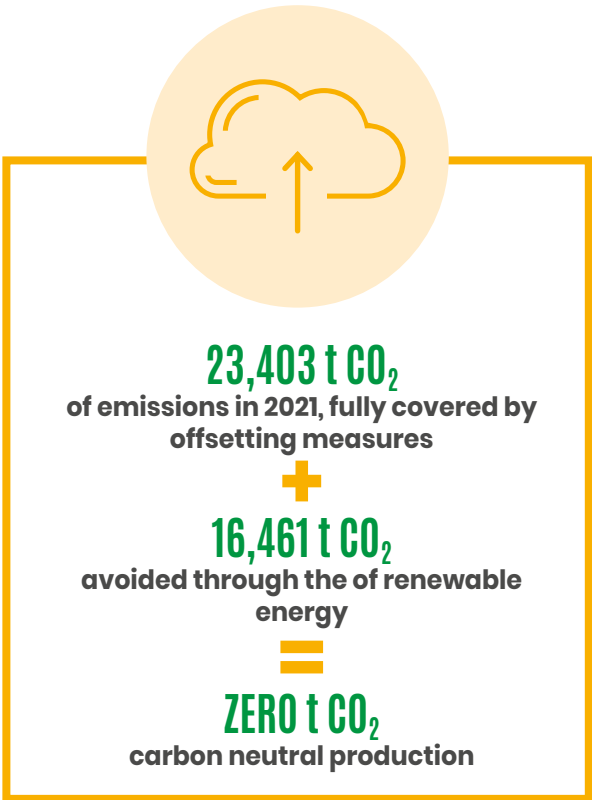 23,403 t CO₂
of emissions in 2021, fully covered by
offsetting measures
+
16,461 t CO₂
avoided through the of renewable
energy
=
ZERO t CO₂
carbon neutral production